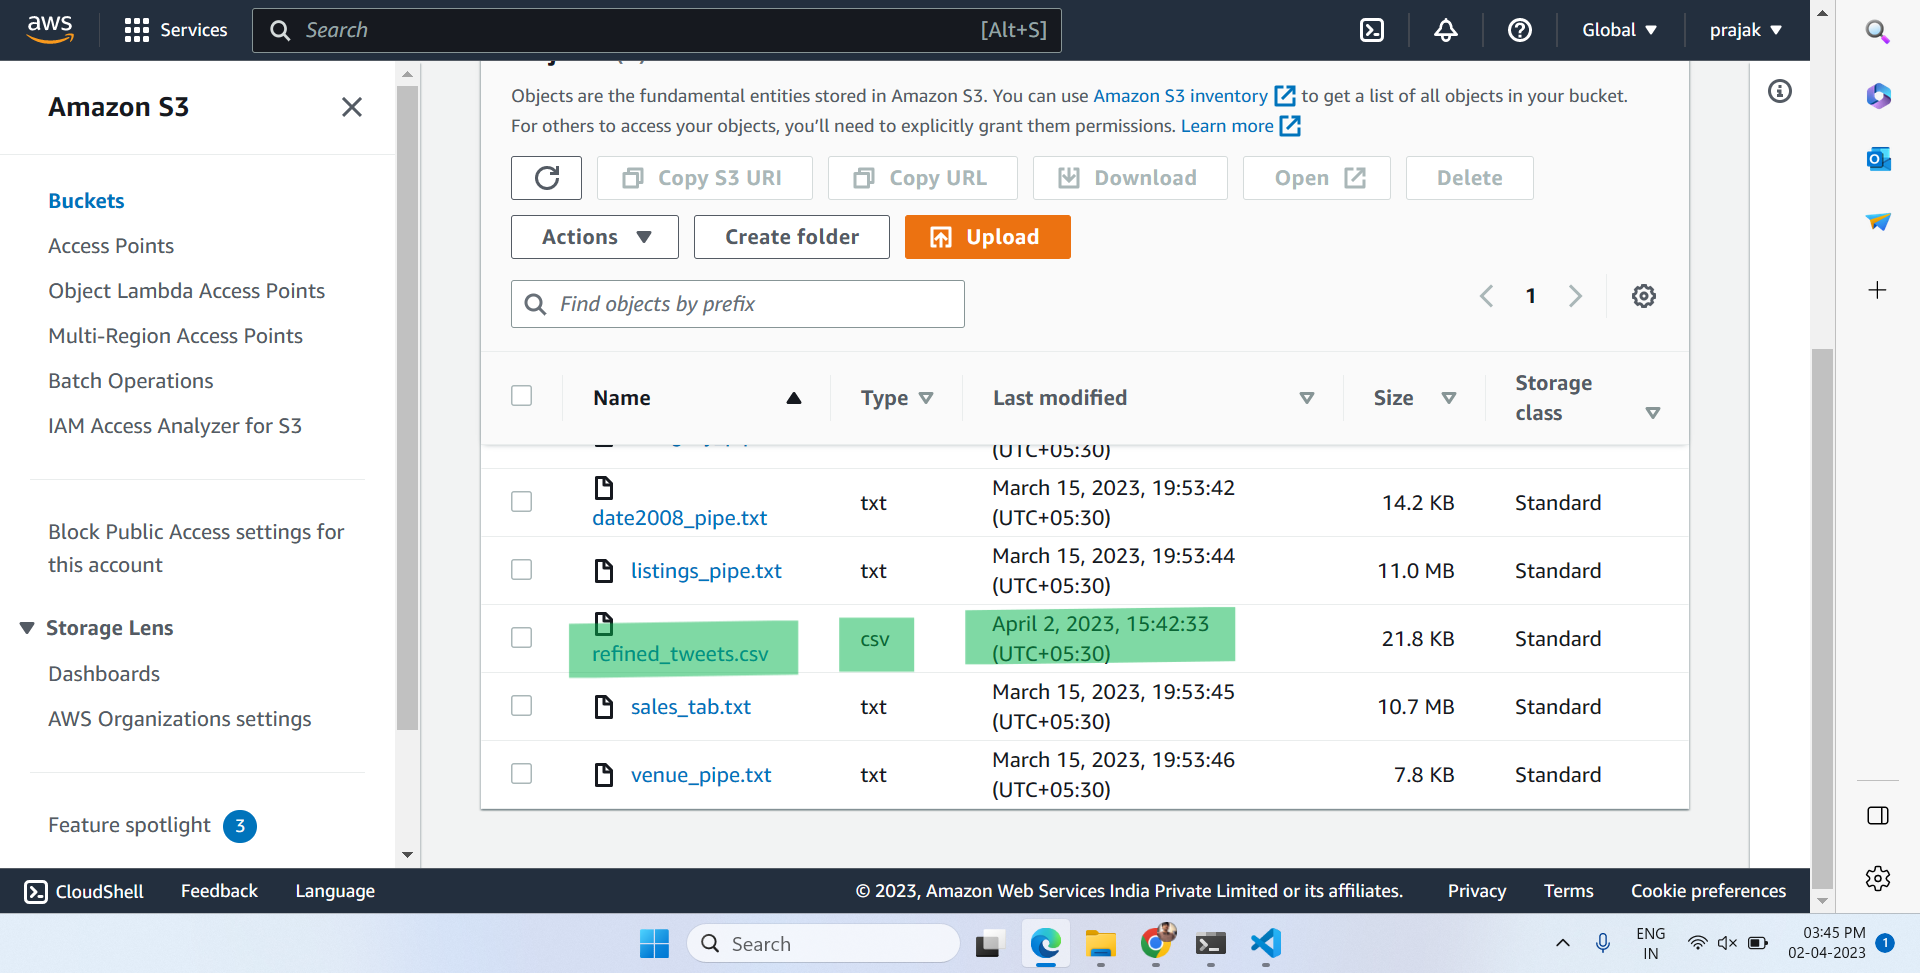 aws
Services
Search
[Alt+S]
Global
prajak
Amazon S3
Buckets
Access Points
Object Lambda Access Points
Multi-Region Access Points
Batch Operations
IAM Access Analyzer for S3
Block Public Access settings for
this account
Storage Lens
Dashboards
AWS Organizations settings
Feature spotlight 3
Objects are the fundamental entities stored in Amazon S3. You can use Amazon S3 inventory to get a list of all objects in your bucket.
For others to access your objects, you’ll need to explicitly grant them permissions. Learn more
Copy S3 URI
Copy URL
Download
Open
Delete
Actions
Create folder
Upload
Find objects by prefix
1
Name
Type
Last modified
Size
Storage
class
(UTC+05:30)
date2008_pipe.txt
txt
March 15, 2023, 19:53:42
(UTC+05:30)
14.2 KB
Standard
listings_pipe.txt
txt
March 15, 2023, 19:53:44
(UTC+05:30)
11.0 MB
Standard
refined_tweets.csv
csv
April 2, 2023, 15:42:33
(UTC+05:30)
21.8 KB
Standard
sales_tab.txt
txt
March 15, 2023, 19:53:45
(UTC+05:30)
10.7 MB
Standard
venue_pipe.txt
txt
March 15, 2023, 19:53:46
(UTC+05:30)
7.8 KB
Standard
CloudShell
Feedback
Language
© 2023, Amazon Web Services India Private Limited or its affiliates.
Privacy
Terms
Cookie preferences
Search
ENG
IN
03:45 PM
02-04-2023
1